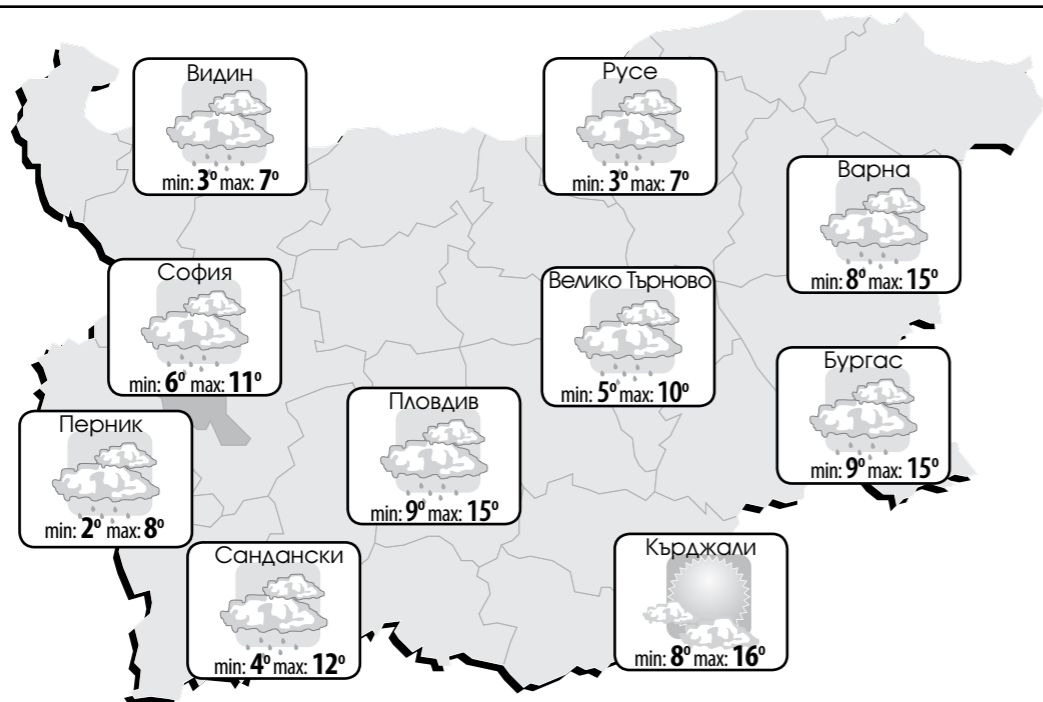 Видин
min: 3° max: 7°
Русе
min: 3° max: 7°
Варна
min: 8° max: 15°
София
min: 6° max: 11°
Велико Търново
min: 5° max: 10°
Бургас
min: 9° max: 15°
Пловдив
min: 9° max: 15°
Перник
min: 2° max: 8°
Сандански
min: 4° max: 12°
Кърджали
min: 8° max: 16°